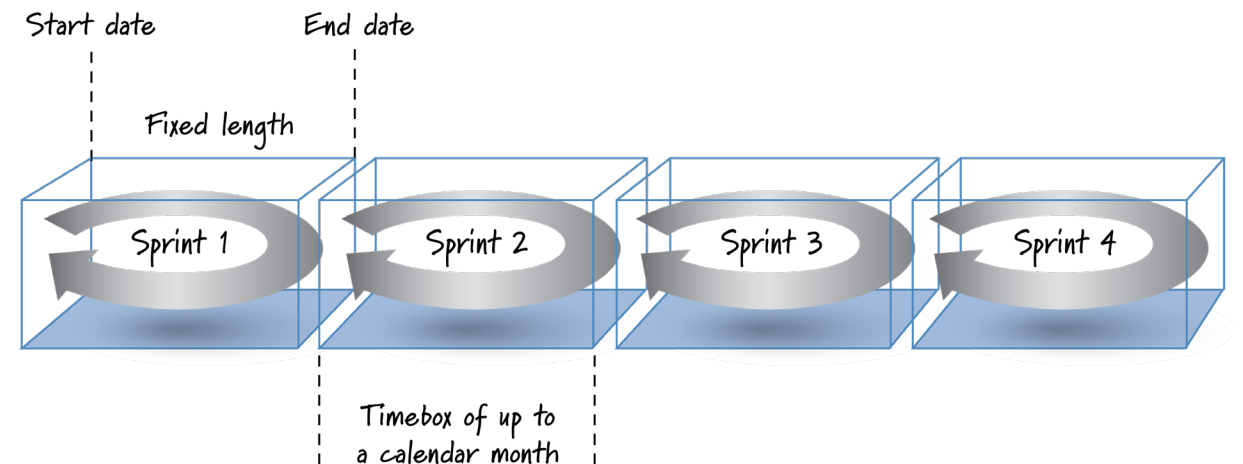 Start date
End date
Fixed length
Sprint 1
Sprint 2
Sprint 3
Sprint 4
Timebox of up to
a calendar month